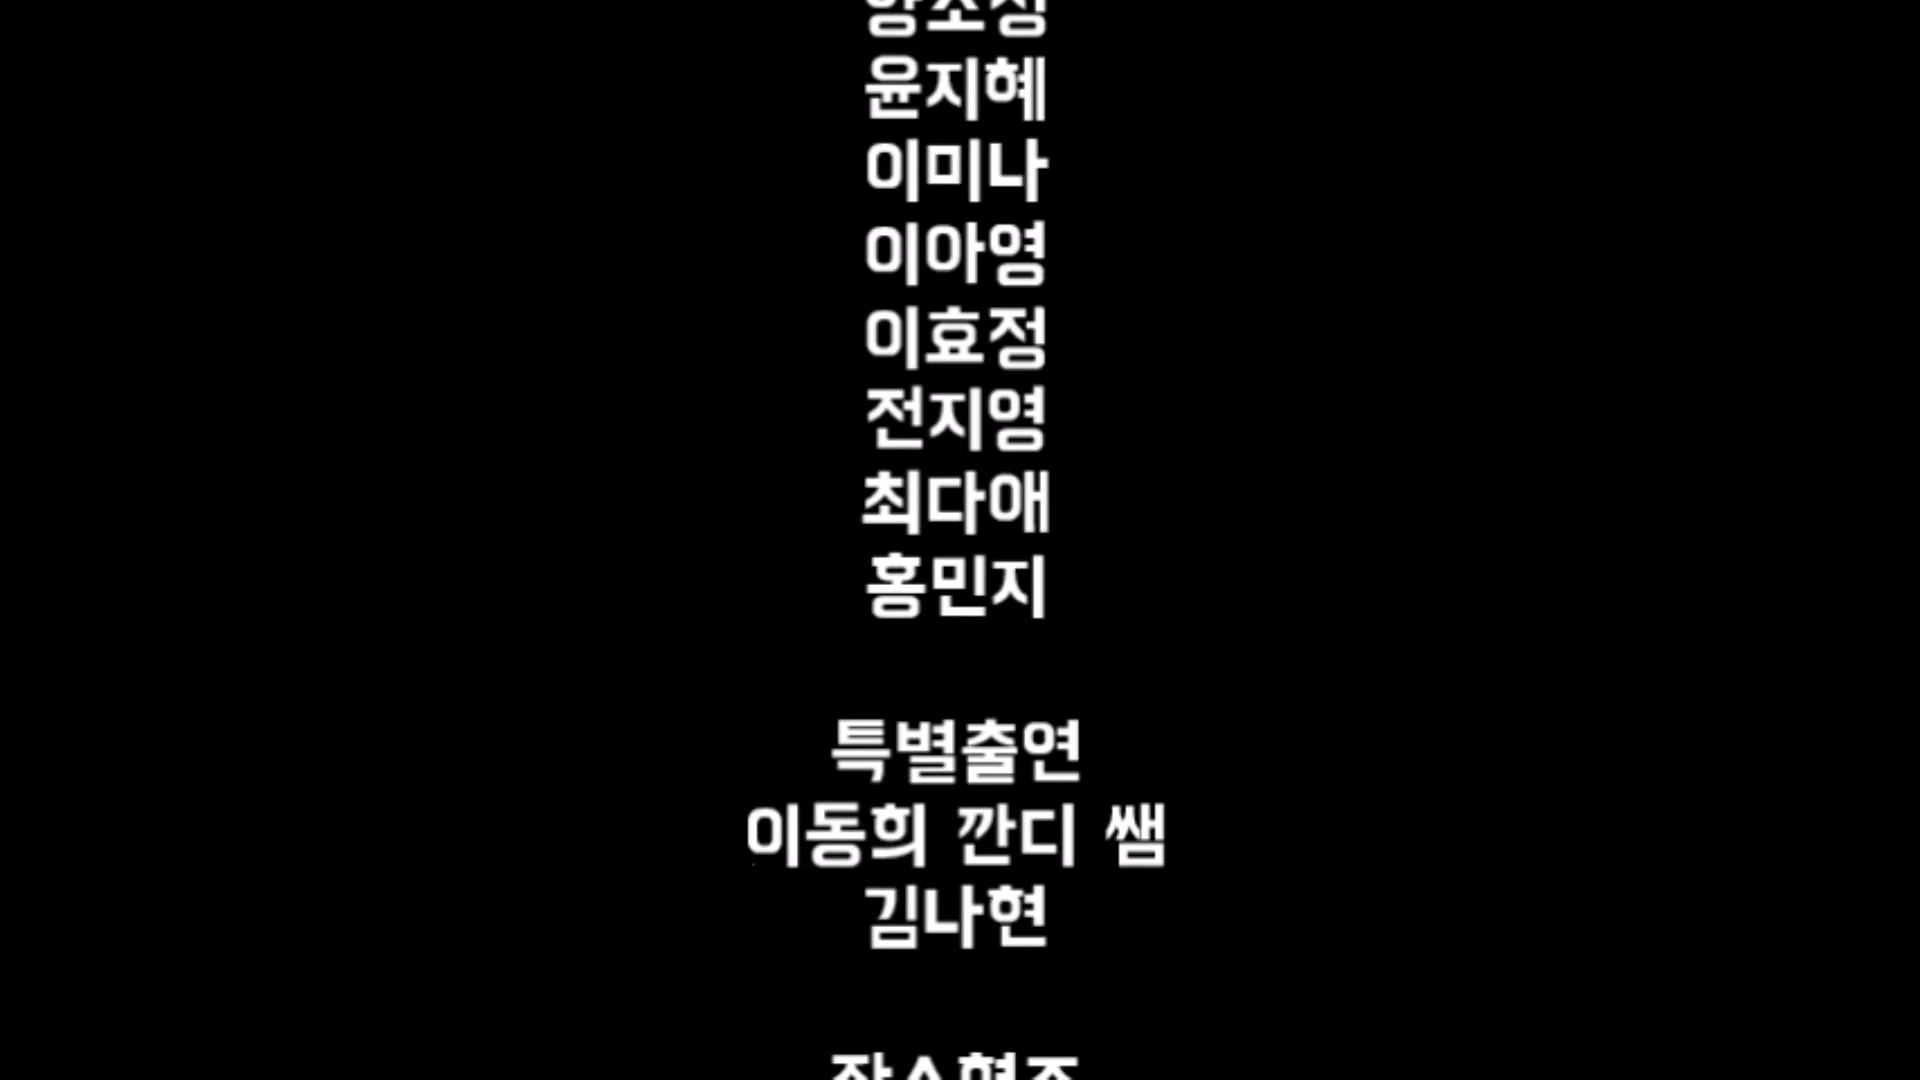 윤지혜
이미나
이아영
이효정
전지영
최다애
홍민지
특별출연
이동희 깐디 쌤
김나현